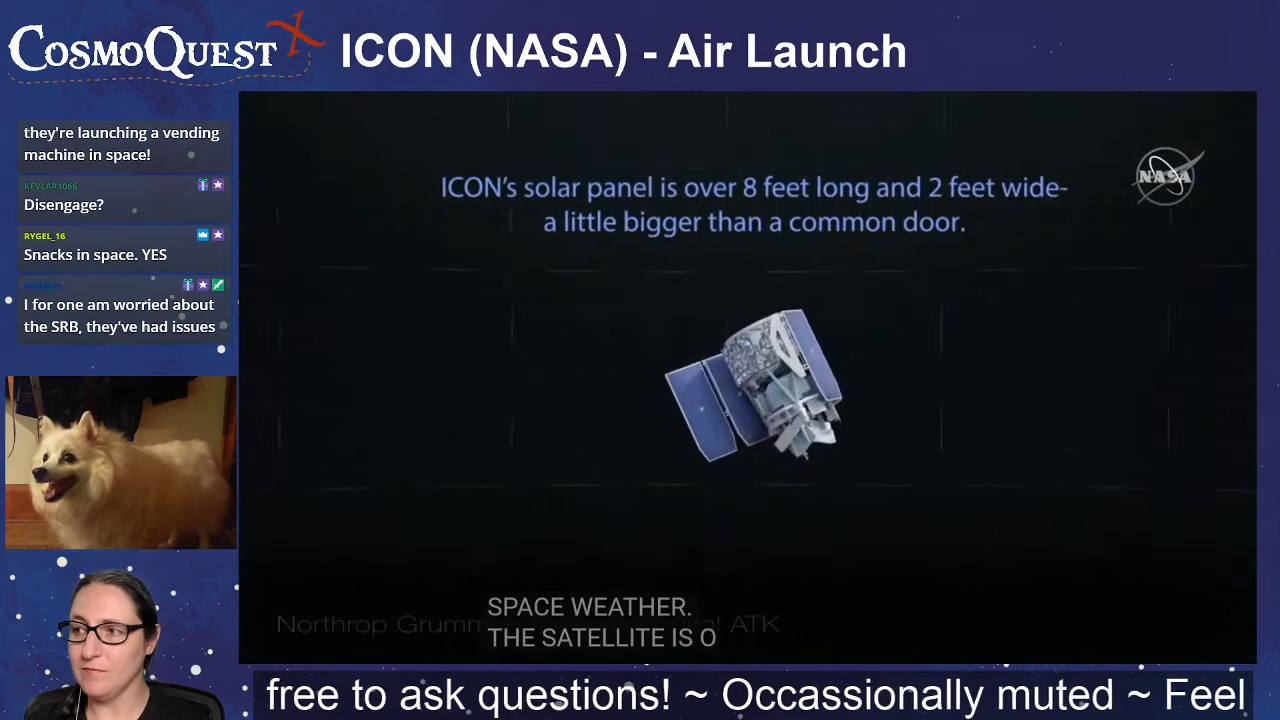 COSMOQUEST X
ICON (NASA) - Air Launch
they're launching a vending
machine in space!
KEVLAR1066
Disengage?
RYGEL_16
Snacks in space. YES
I for one am worried about
the SRB, they've had issues
NASA
ICON's solar panel is over 8 feet long and 2 feet wide-
a little bigger than a common door.
SPACE WEATHER.
Northrop Grumm
ATK
THE SATELLITE IS O
free to ask questions! ~ Occassionally muted ~ Feel